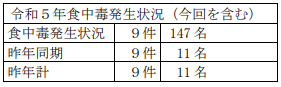 令和５年食中毒発生状況（今回を含む）
食中毒発生状況 ９件 147 名
昨年同期 ９件 11 名
昨年計 ９件 11 名